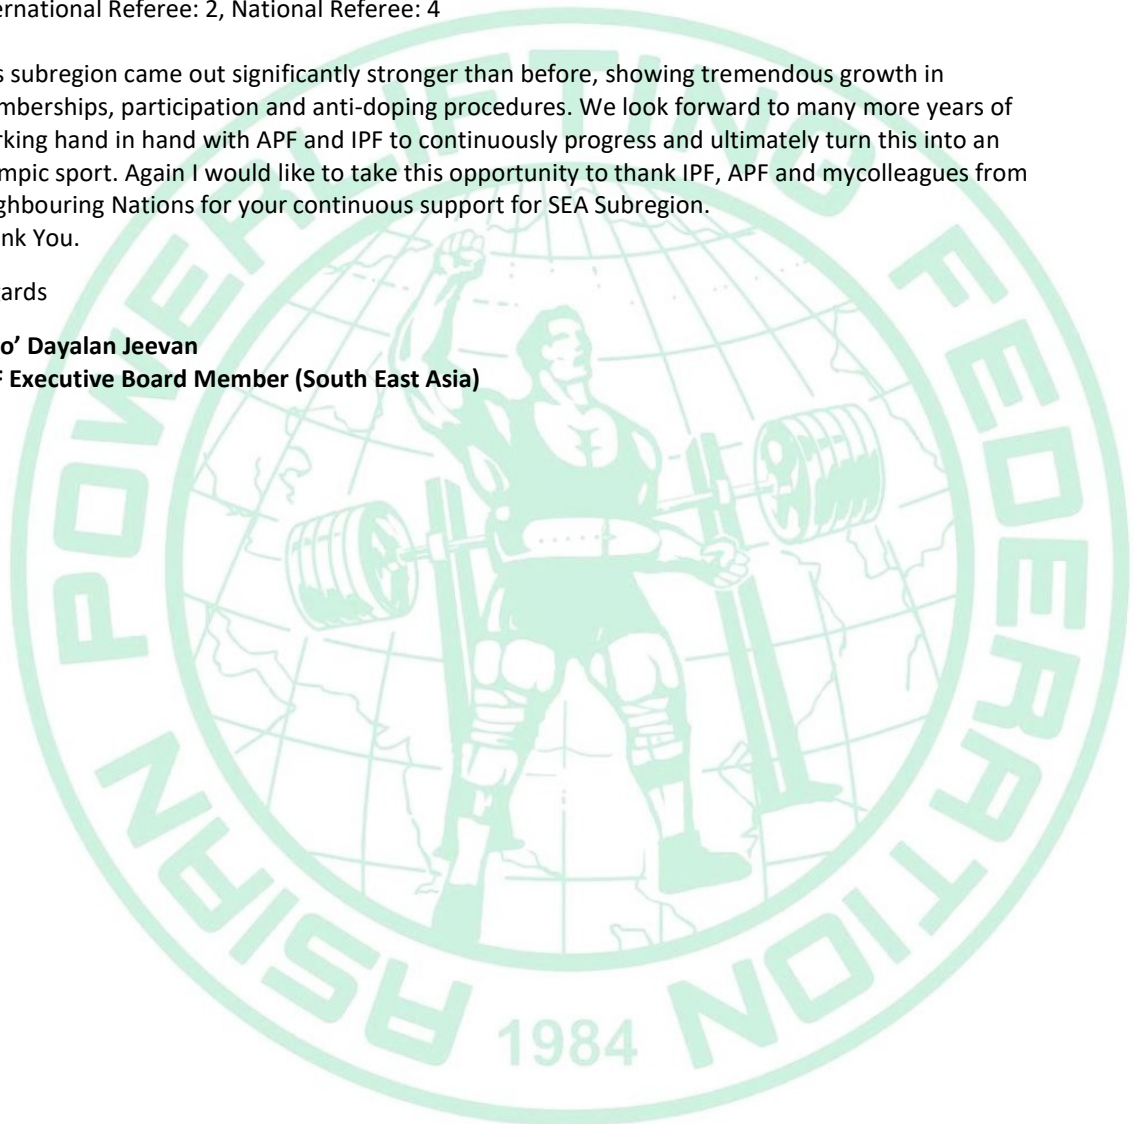 ernational Referee: 2, National Referee: 4
s subregion came out significantly stronger than before, showing tremendous growth in
mberships, participation and anti-doping procedures. We look forward to many more years of
rking hand in hand with APF and IPF to continuously progress and ultimately turn this into an
mpic sport. Again I would like to take this opportunity to thank IPF, APF and mycolleagues from
ghbouring Nations for your continuous support for SEA Subregion.
nk You.
gards
o’ Dayalan Jeevan
F Executive Board Member (South East Asia)
ASIAN POWERLIFTING FEDERATION
1984